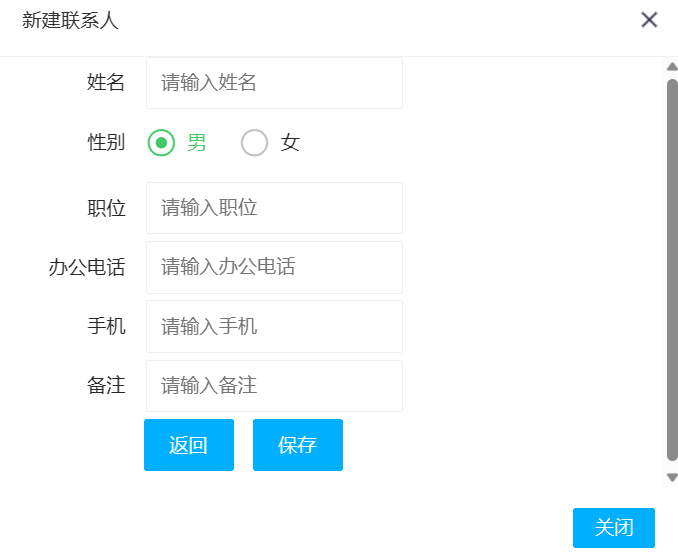 新建联系人
姓名 请输入姓名
性别 男 女
职位 请输入职位
办公电话 请输入办公电话
手机 请输入手机
备注 请输入备注
返回 保存
关闭